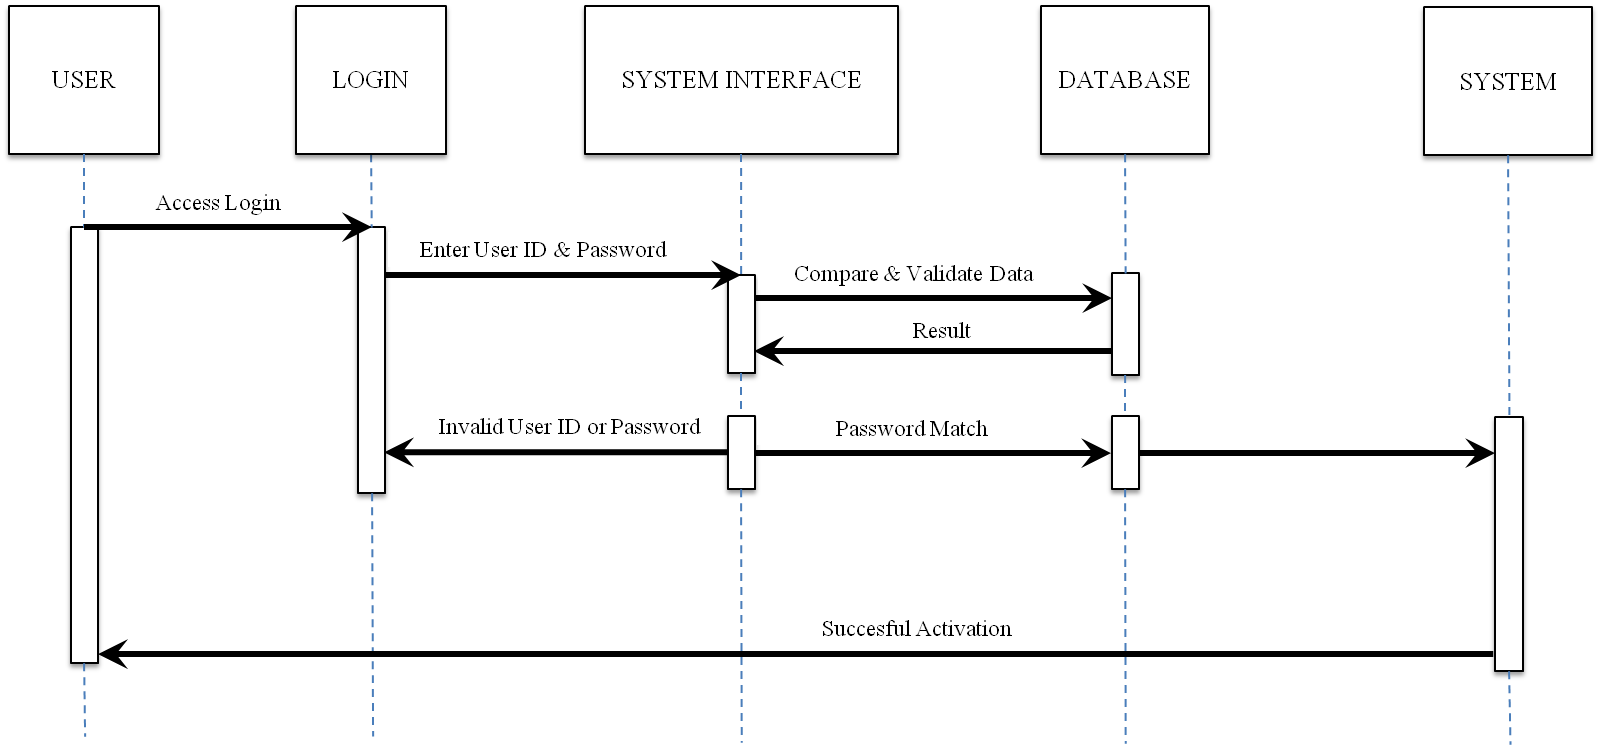 USER
LOGIN
SYSTEM INTERFACE
DATABASE
SYSTEM
Access Login
Enter User ID & Password
Compare & Validate Data
Result
Invalid User ID or Password
Password Match
Succesful Activation